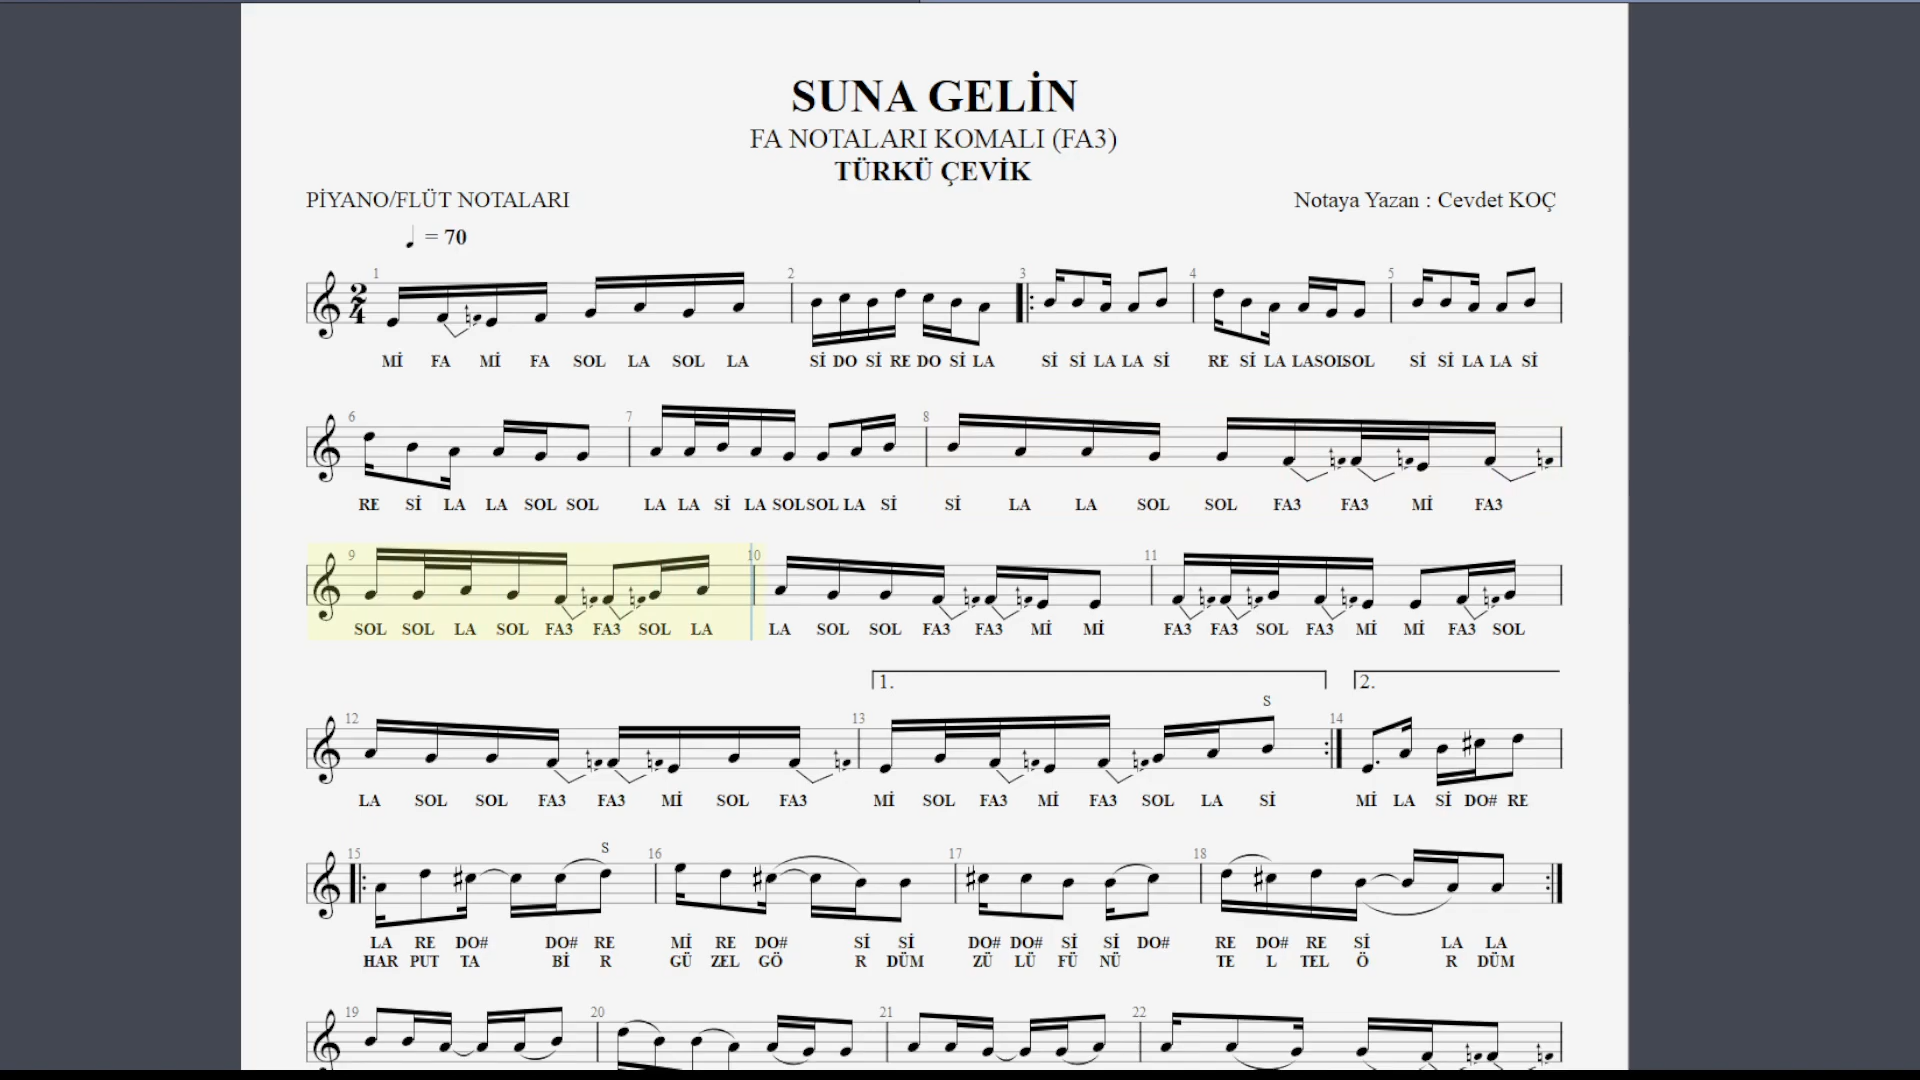 SUNA GELİN
FA NOTALARI KOMALI (FA3)
TÜRKÜ ÇEVİK
PİYANO/FLÜT NOTALARI
Notaya Yazan : Cevdet KOÇ
= 70
1 2 3 4 5
2 4
Mİ FA Mİ FA SOL LA SOL LA Sİ DO Sİ RE DO Sİ LA Sİ Sİ LA LA Sİ RE Sİ LA LA SOL SOL Sİ Sİ LA LA Sİ
6 7 8
RE Sİ LA LA SOL SOL LA LA Sİ LA SOL SOL LA Sİ Sİ LA LA SOL SOL FA3 FA3 Mİ FA3
9 10 11
SOL SOL LA SOL FA3 FA3 SOL LA LA SOL SOL FA3 FA3 Mİ Mİ FA3 FA3 SOL FA3 Mİ Mİ FA3 SOL
1. 2.
S
12 13 14
LA SOL SOL FA3 FA3 Mİ SOL FA3 Mİ SOL FA3 Mİ FA3 SOL LA Sİ Mİ LA Sİ DO# RE
S
15 16 17 18
LA RE DO# DO# RE Mİ RE DO# Sİ Sİ DO# DO# Sİ Sİ DO# RE DO# RE Sİ LA LA
HAR PUT TA Bİ R GÜ ZEL GÖ R DÜM ZÜ LÜ FÜ NÜ TE L TEL Ö R DÜM
19 20 21 22